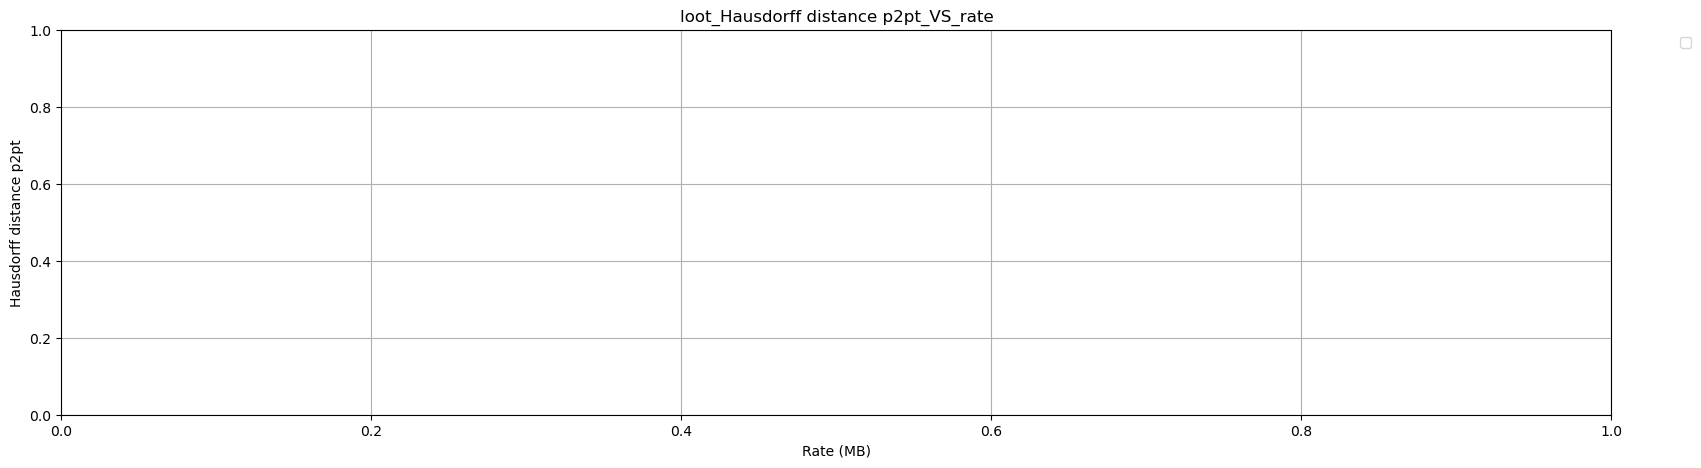 loot_Hausdorff distance p2pt_VS_rate
1.0
0.8
0.6
0.4
0.2
0.0
Hausdorff distance p2pt
0.0 0.2 0.4 0.6 0.8 1.0
Rate (MB)